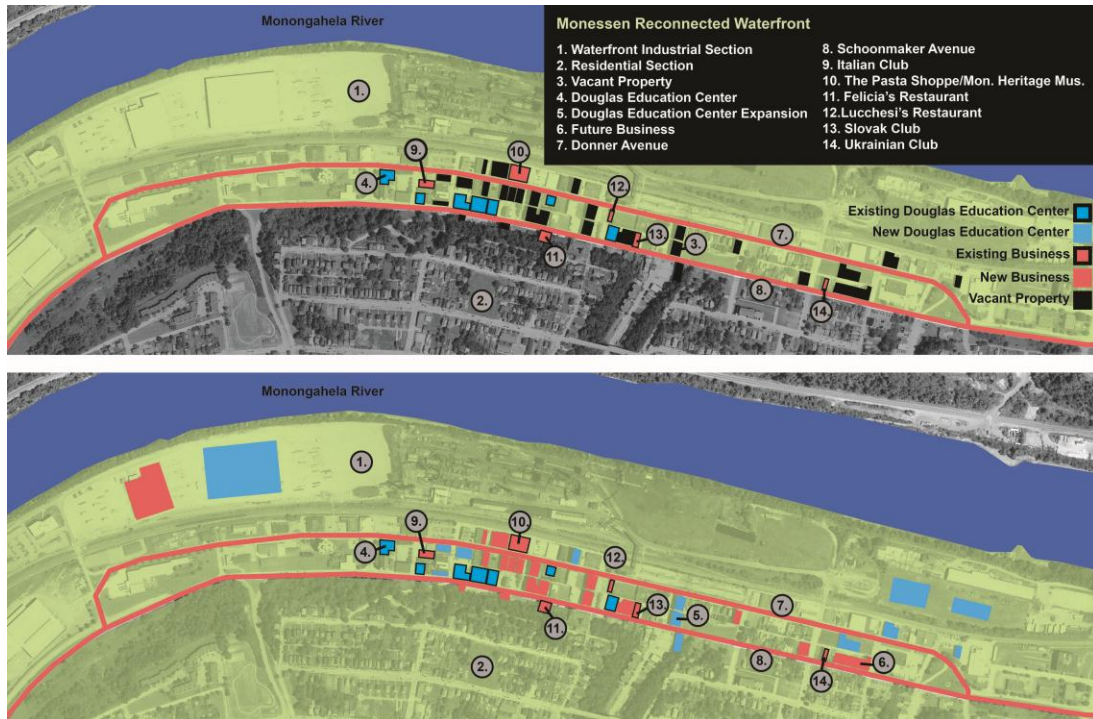 Monongahela River
Monessen Reconnected Waterfront
1. Waterfront Industrial Section
2. Residential Section
3. Vacant Property
4. Douglas Education Center
5. Douglas Education Center Expansion
6. Future Business
7. Donner Avenue
8. Schoonmaker Avenue
9. Italian Club
10. The Pasta Shoppe/Mon. Heritage Mus.
11. Felicia's Restaurant
12.Lucchesi's Restaurant
13. Slovak Club
14. Ukrainian Club
1.
9.
10.
4.
12.
Existing Douglas Education Center
New Douglas Education Center
Existing Business
New Business
Vacant Property
7.
13.
3.
11.
2.
8.
14.
Monongahela River
1.
9.
10.
4.
12.
7.
13.
5.
11.
2.
8.
14.
6.